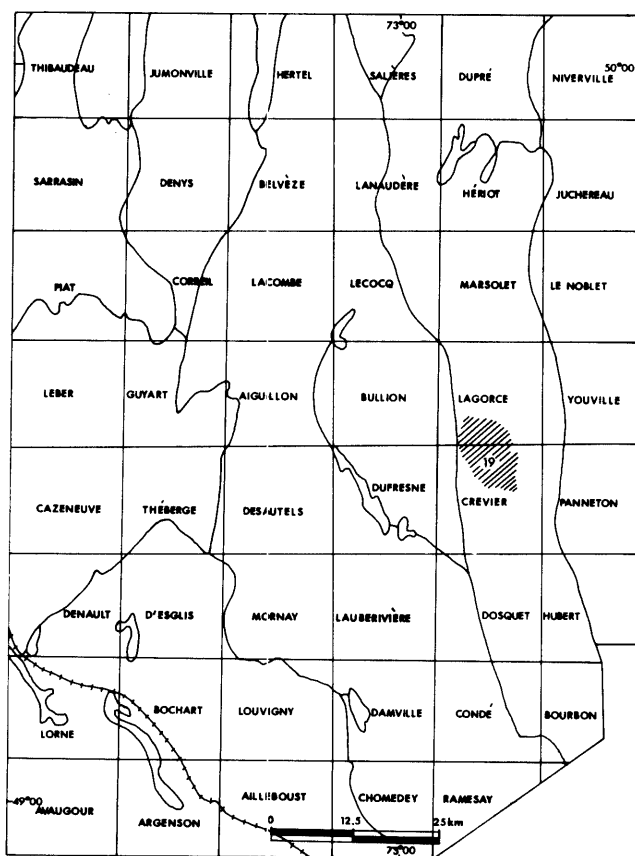 73°00
THIBAUDEAU JUMONVILLE HERTEL SALIÈRES DUPRÉ NIVERVILLE
50°00
SARRASIN DENYS BELVÈZE LANAUDÈRE HÉRIOT JUCHEREAU
PIAT CORBEIL LACOMBE LECOCQ MARSOLET LE NOBLET
LEBER GUYART AIGUILLON BULLION LAGORCE YOUVILLE
19
CAZENEUVE THÉBERGE DESAUTELS DUFRESNE CREVIER PANNETON
DENAULT D'ESGLIS MORNAY LAUBERIVIÈRE DOSQUET HUBERT
LORNE BOCHART LOUVIGNY DAMVILLE CONDÉ BOURBON
49°00
AVAUGOUR ARGENSON AILLEBOUST CHOMEDEY RAMESAY
0 12.5 25 km
73°00